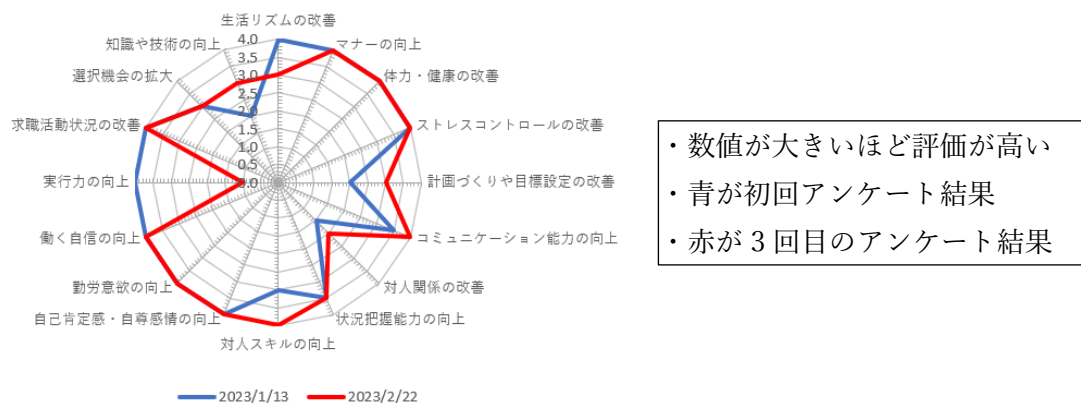 生活リズムの改善
マナーの向上
体力・健康の改善
ストレスコントロールの改善
計画づくりや目標設定の改善
コミュニケーション能力の向上
対人関係の改善
状況把握能力の向上
対人スキルの向上
自己肯定感・自尊感情の向上
勤労意欲の向上
働く自信の向上
実行力の向上
求職活動状況の改善
選択機会の拡大
知識や技術の向上
4.0
3.5
3.0
2.5
2.0
1.5
1.0
0.5
0.0
2023/1/13
2023/2/22
・数値が大きいほど評価が高い
・青が初回アンケート結果
・赤が3回目のアンケート結果